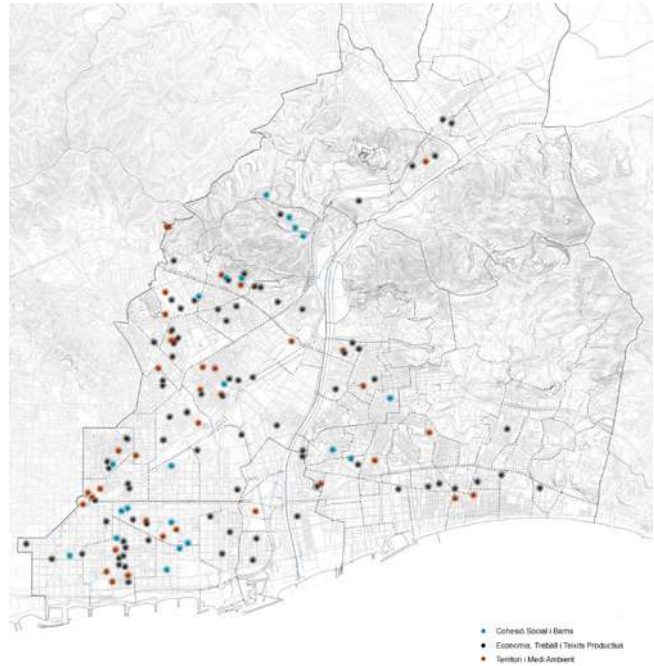 Cohesió Social i Barris
Economia, Treball i Teixits Productius
Territori i Medi Ambient